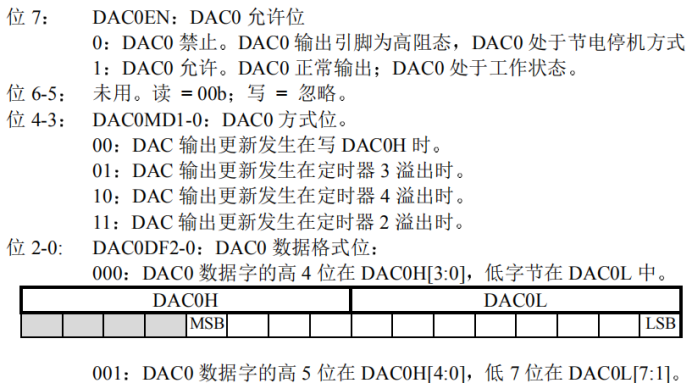 位 7： DAC0EN：DAC0 允许位
0：DAC0 禁止。DAC0 输出引脚为高阻态，DAC0 处于节电停机方式
1：DAC0 允许。DAC0 正常输出；DAC0 处于工作状态。
位 6-5： 未用。读 = 00b；写 = 忽略。
位 4-3： DAC0MD1-0：DAC0 方式位。
00：DAC 输出更新发生在写 DAC0H 时。
01：DAC 输出更新发生在定时器 3 溢出时。
10：DAC 输出更新发生在定时器 4 溢出时。
11：DAC 输出更新发生在定时器 2 溢出时。
位 2-0: DAC0DF2-0：DAC0 数据格式位：
000：DAC0 数据字的高 4 位在 DAC0H[3:0]，低字节在 DAC0L 中。
DAC0H DAC0L
MSB LSB
001：DAC0 数据字的高 5 位在 DAC0H[4:0]，低 7 位在 DAC0L[7:1]。